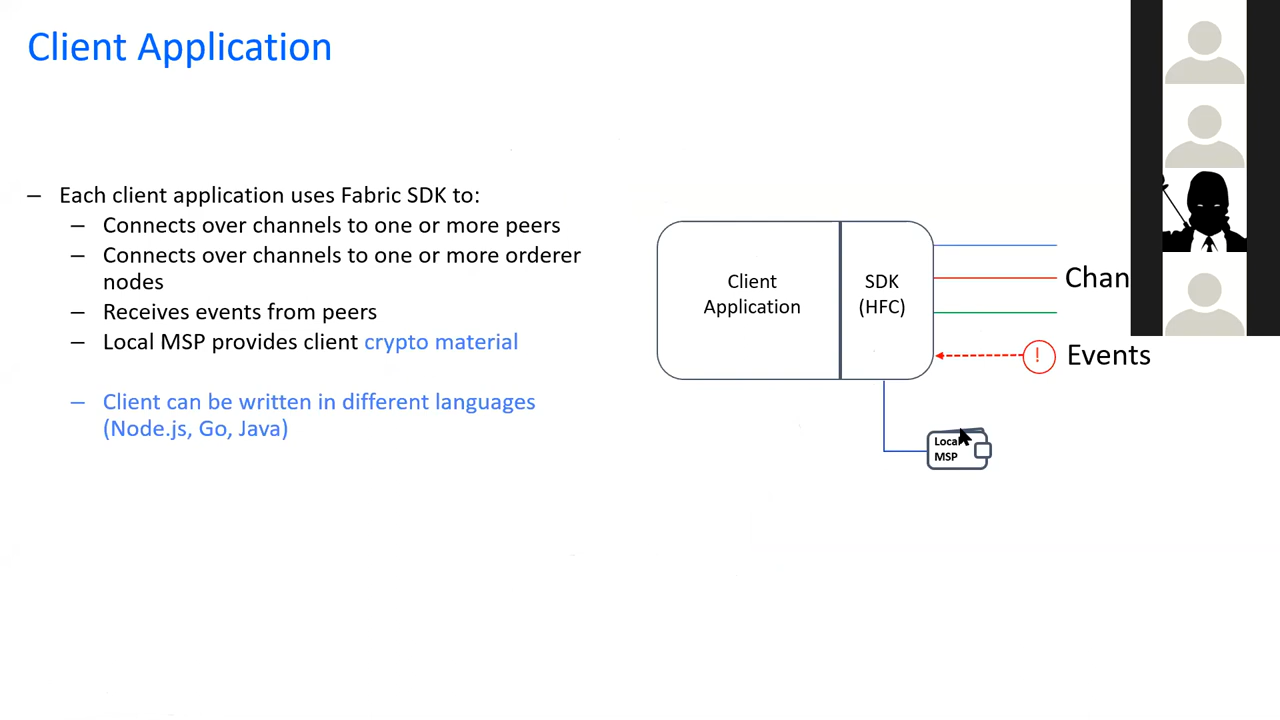 Client Application
– Each client application uses Fabric SDK to:
– Connects over channels to one or more peers
– Connects over channels to one or more orderer
nodes
– Receives events from peers
– Local MSP provides client crypto material
– Client can be written in different languages
(Node.js, Go, Java)
Client
Application
SDK
(HFC)
Chan
! Events
Local
MSP